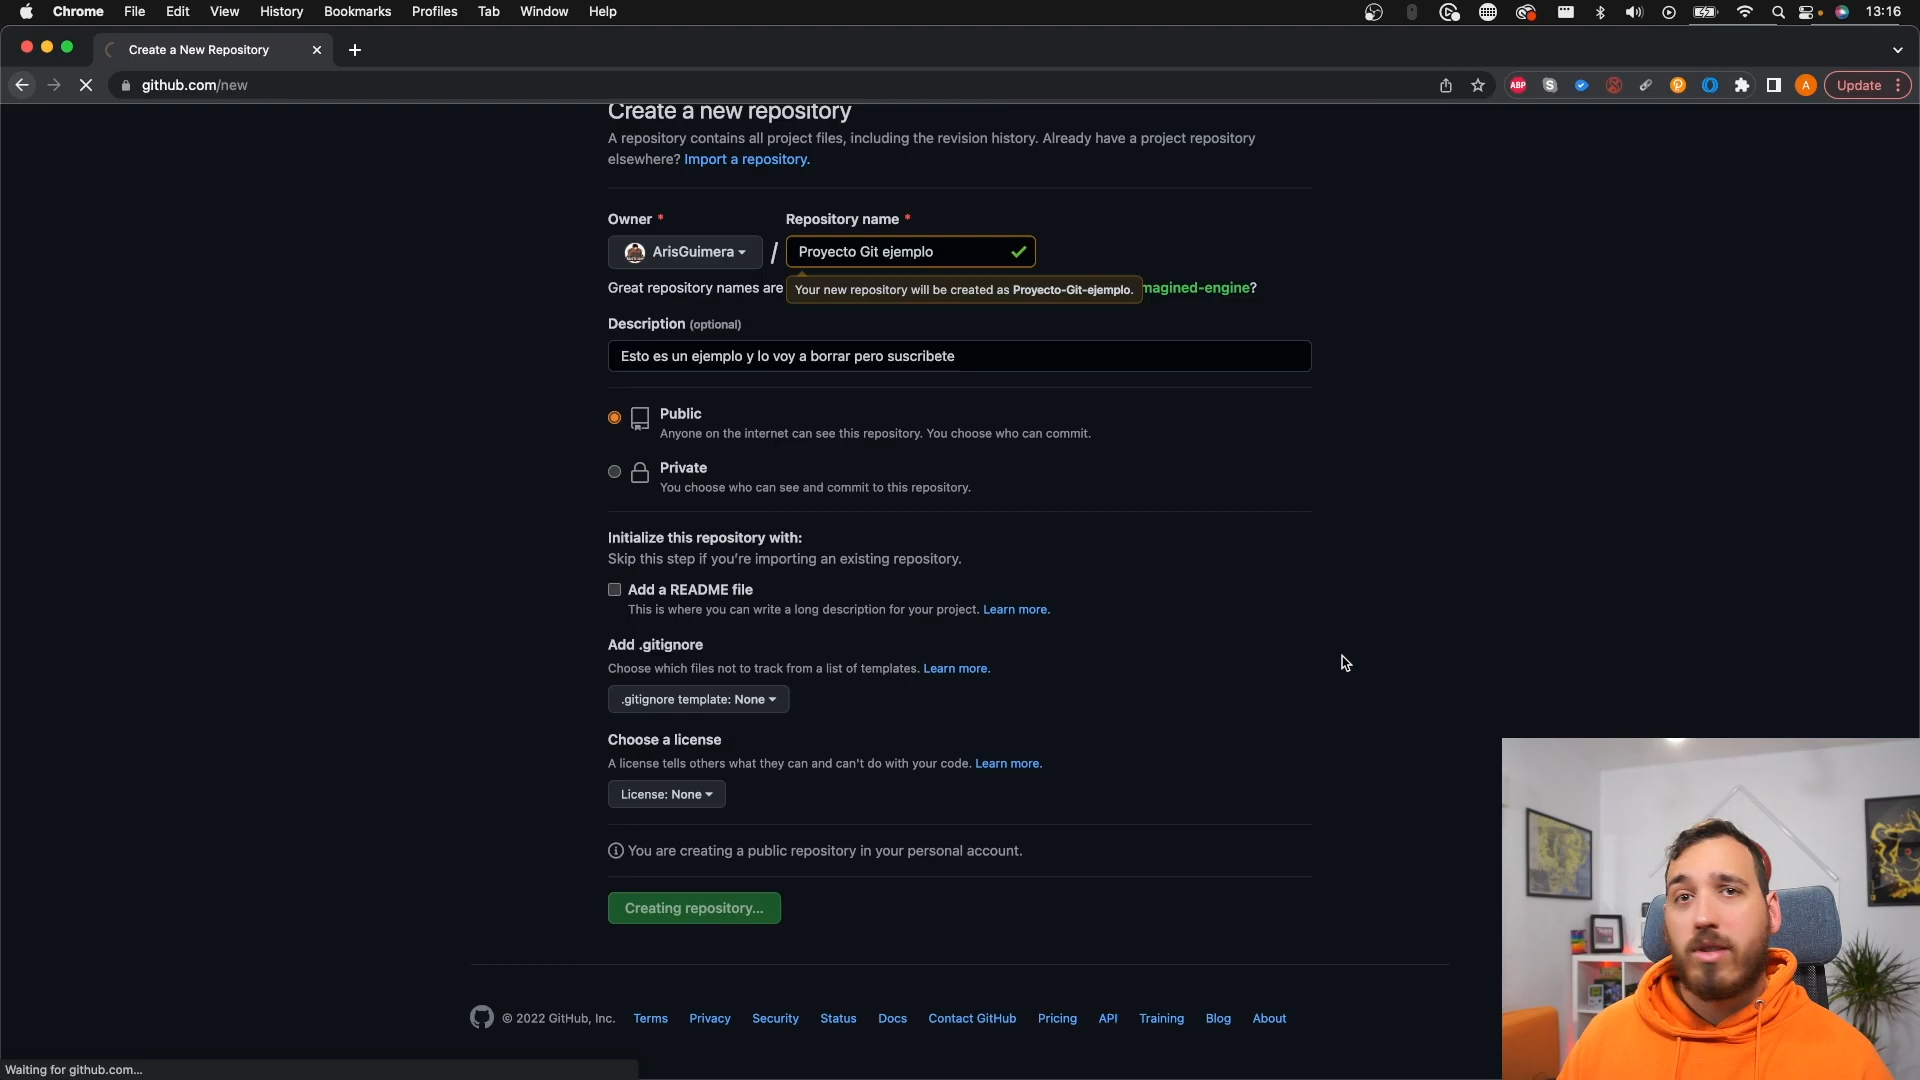 Chrome File Edit View History Bookmarks Profiles Tab Window Help 13:16
Create a New Repository
github.com/new
ABP
A
Update
Create a new repository
A repository contains all project files, including the revision history. Already have a project repository
elsewhere? Import a repository.
Owner * Repository name *
ArisGuimera / Proyecto Git ejemplo
Great repository names are Your new repository will be created as Proyecto-Git-ejemplo. magined-engine?
Description (optional)
Esto es un ejemplo y lo voy a borrar pero suscribete
Public
Anyone on the internet can see this repository. You choose who can commit.
Private
You choose who can see and commit to this repository.
Initialize this repository with:
Skip this step if you're importing an existing repository.
Add a README file
This is where you can write a long description for your project. Learn more.
Add .gitignore
Choose which files not to track from a list of templates. Learn more.
.gitignore template: None
Choose a license
A license tells others what they can and can't do with your code. Learn more.
License: None
You are creating a public repository in your personal account.
Creating repository...
© 2022 GitHub, Inc. Terms Privacy Security Status Docs Contact GitHub Pricing API Training Blog About
Waiting for github.com...